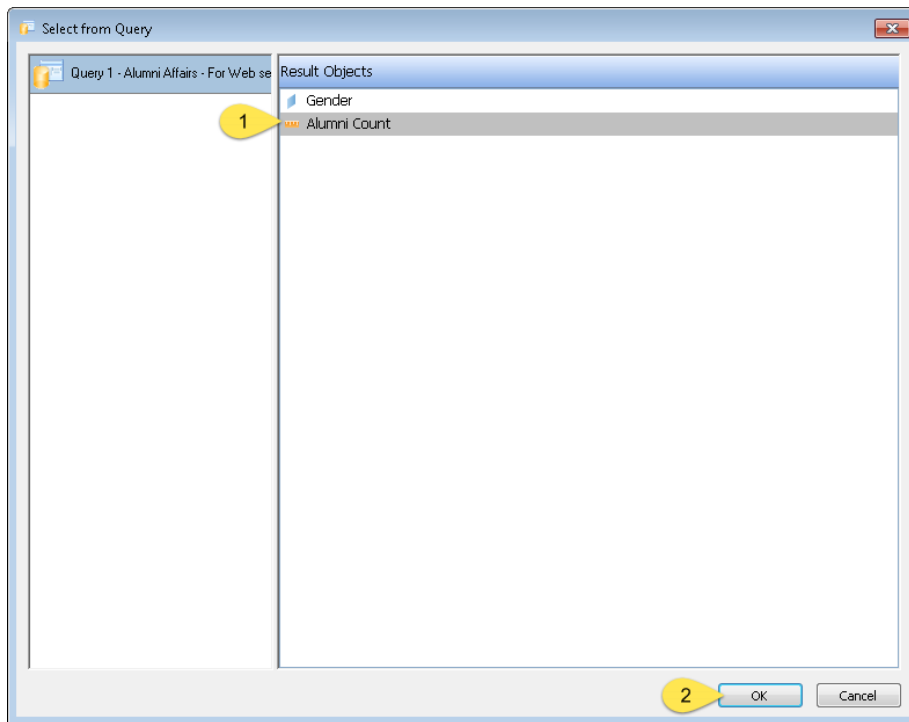 Select from Query
Query 1 - Alumni Affairs - For Web se
Result Objects
Gender
1
Alumni Count
2
OK
Cancel